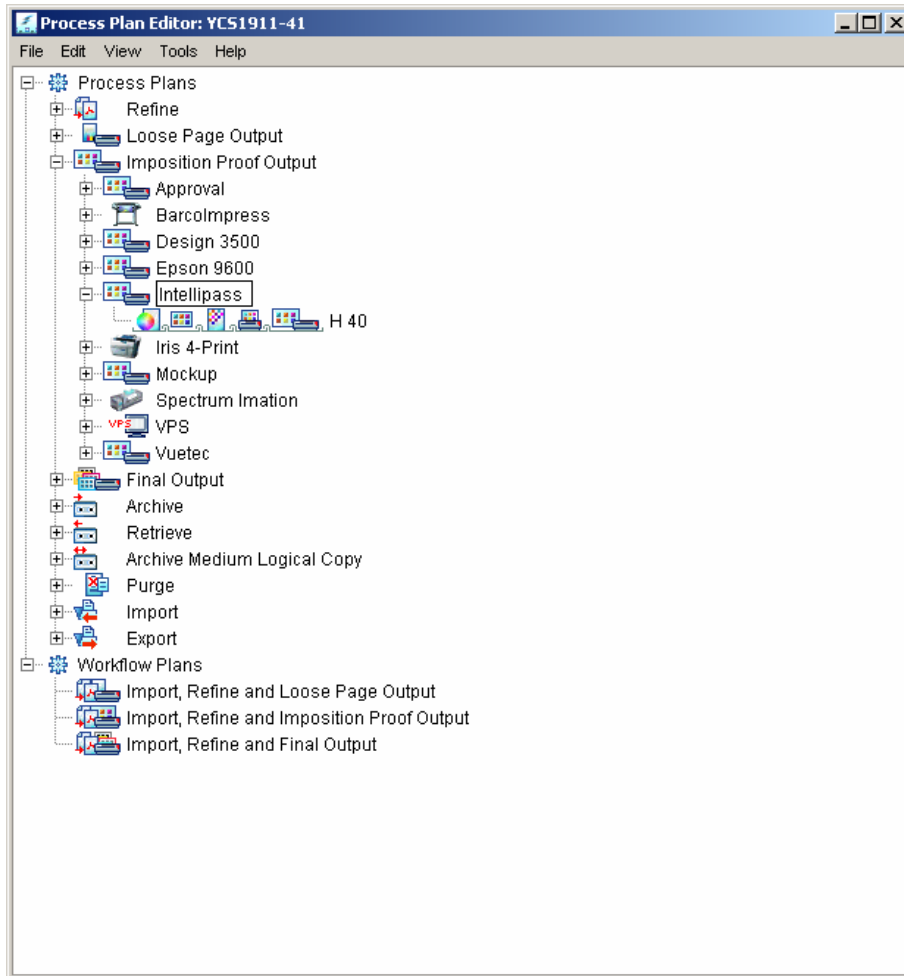 Process Plan Editor: YCS1911-41
File Edit View Tools Help
Process Plans
Refine
Loose Page Output
Imposition Proof Output
Approval
BarcoImpress
Design 3500
Epson 9600
Intellipass
H 40
Iris 4-Print
Mockup
Spectrum Imation
VPS VPS
Vuetec
Final Output
Archive
Retrieve
Archive Medium Logical Copy
Purge
Import
Export
Workflow Plans
Import, Refine and Loose Page Output
Import, Refine and Imposition Proof Output
Import, Refine and Final Output